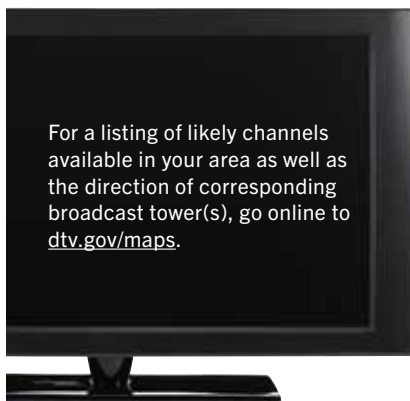 For a listing of likely channels
available in your area as well as
the direction of corresponding
broadcast tower(s), go online to
dtv.gov/maps.